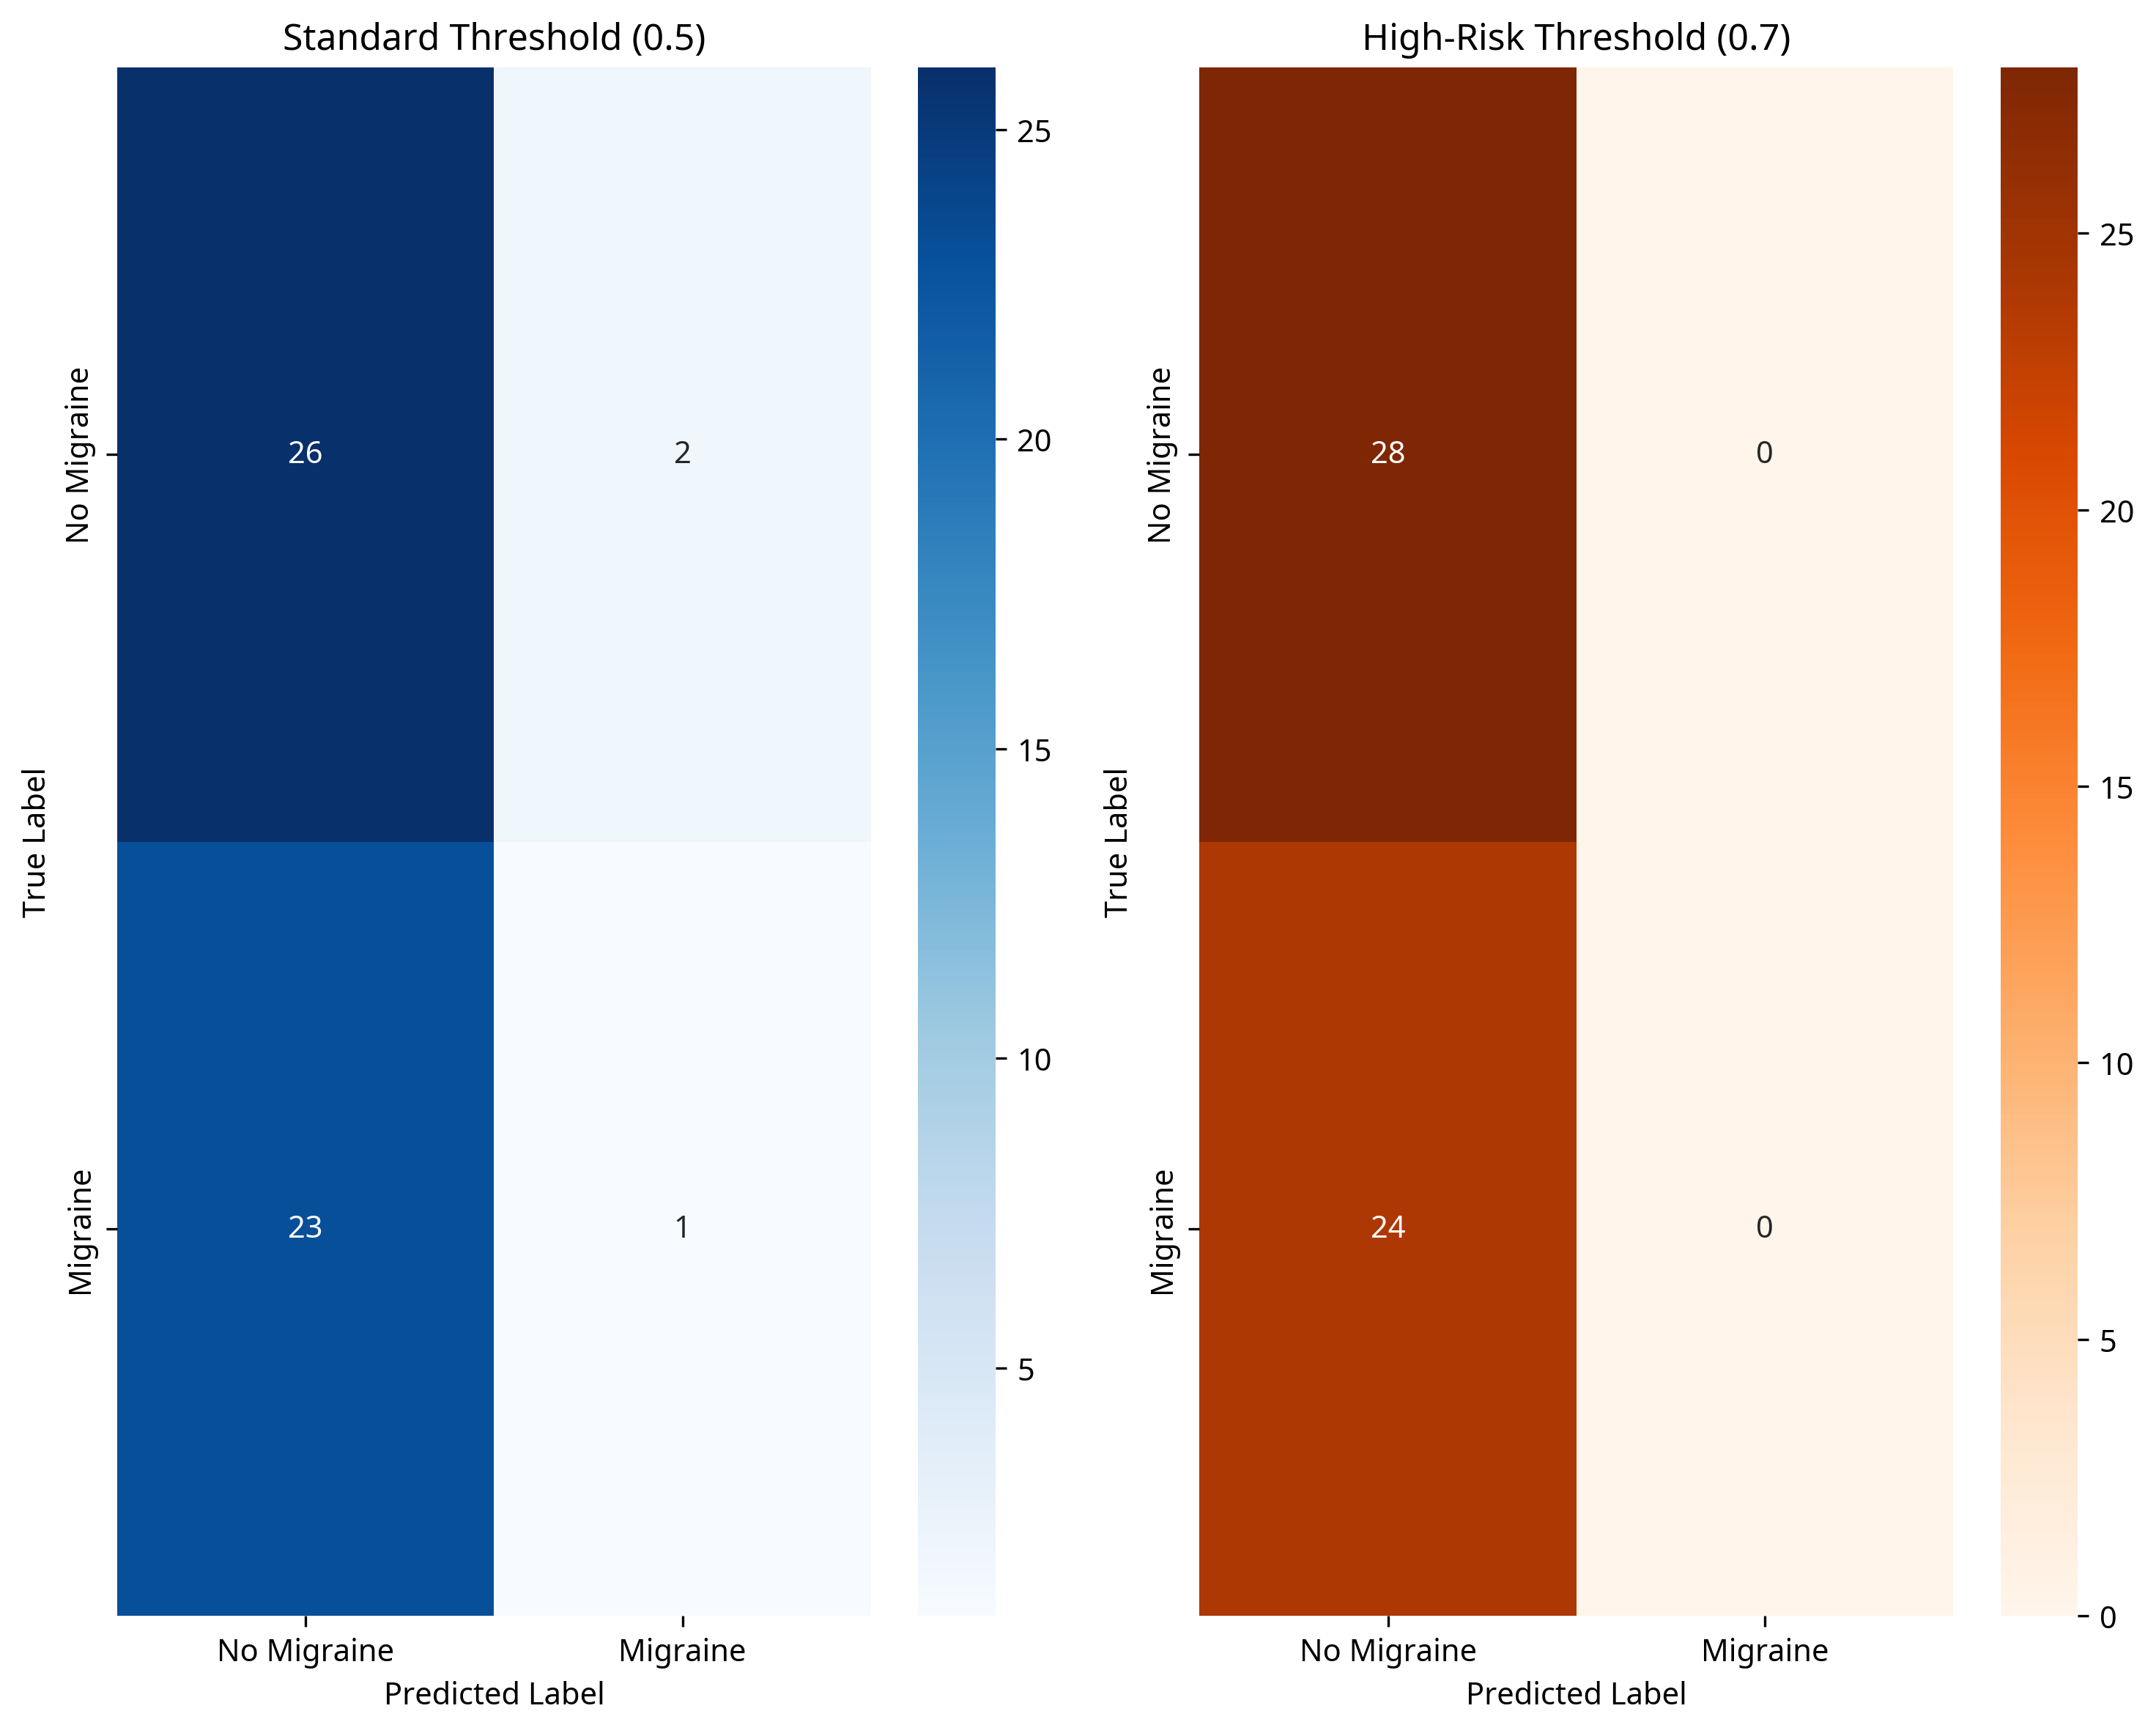 Standard Threshold (0.5)
No Migraine
Migraine
True Label
26
2
23
1
No Migraine
Migraine
Predicted Label
25
20
15
10
5
High-Risk Threshold (0.7)
No Migraine
Migraine
True Label
28
0
24
0
No Migraine
Migraine
Predicted Label
25
20
15
10
5
0